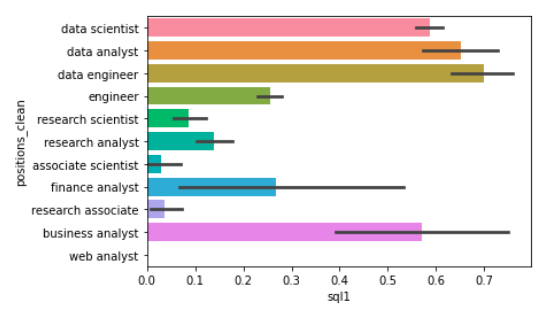 data scientist
data analyst
data engineer
engineer
research scientist
research analyst
associate scientist
finance analyst
research associate
business analyst
web analyst
positions_clean
0.0 0.1 0.2 0.3 0.4 0.5 0.6 0.7
sql1